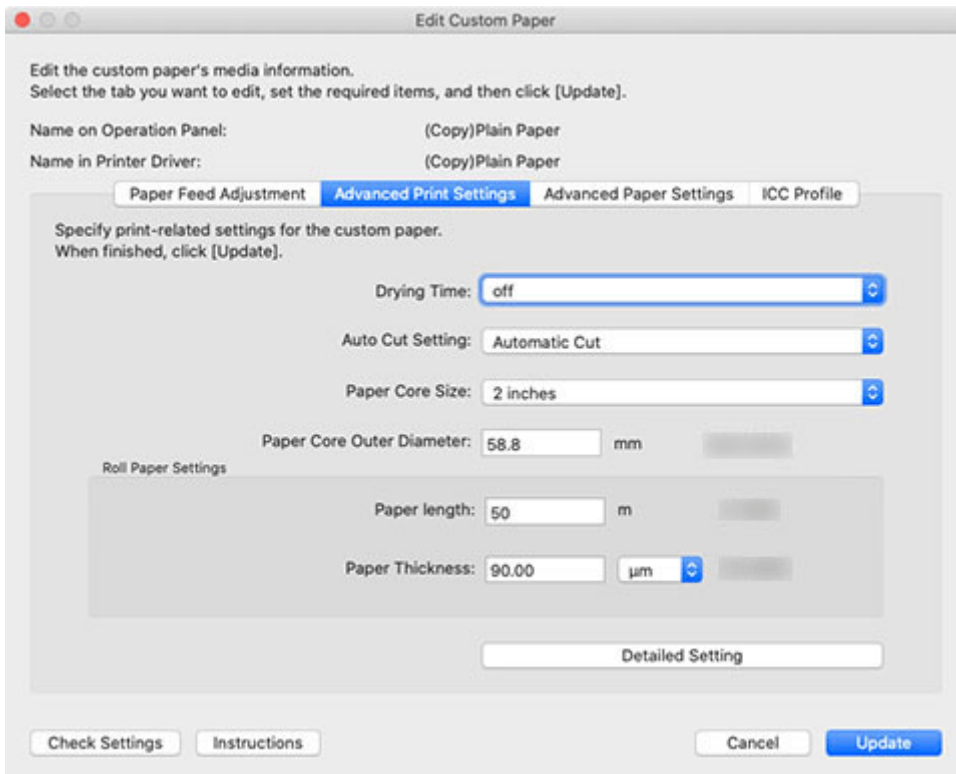 Edit Custom Paper
Edit the custom paper's media information.
Select the tab you want to edit, set the required items, and then click [Update].
Name on Operation Panel: (Copy)Plain Paper
Name in Printer Driver: (Copy)Plain Paper
Paper Feed Adjustment Advanced Print Settings Advanced Paper Settings ICC Profile
Specify print-related settings for the custom paper.
When finished, click [Update].
Drying Time: off
Auto Cut Setting: Automatic Cut
Paper Core Size: 2 inches
Paper Core Outer Diameter: 58.8 mm
Roll Paper Settings
Paper length: 50 m
Paper Thickness: 90.00 µm
Detailed Setting
Check Settings Instructions Cancel Update